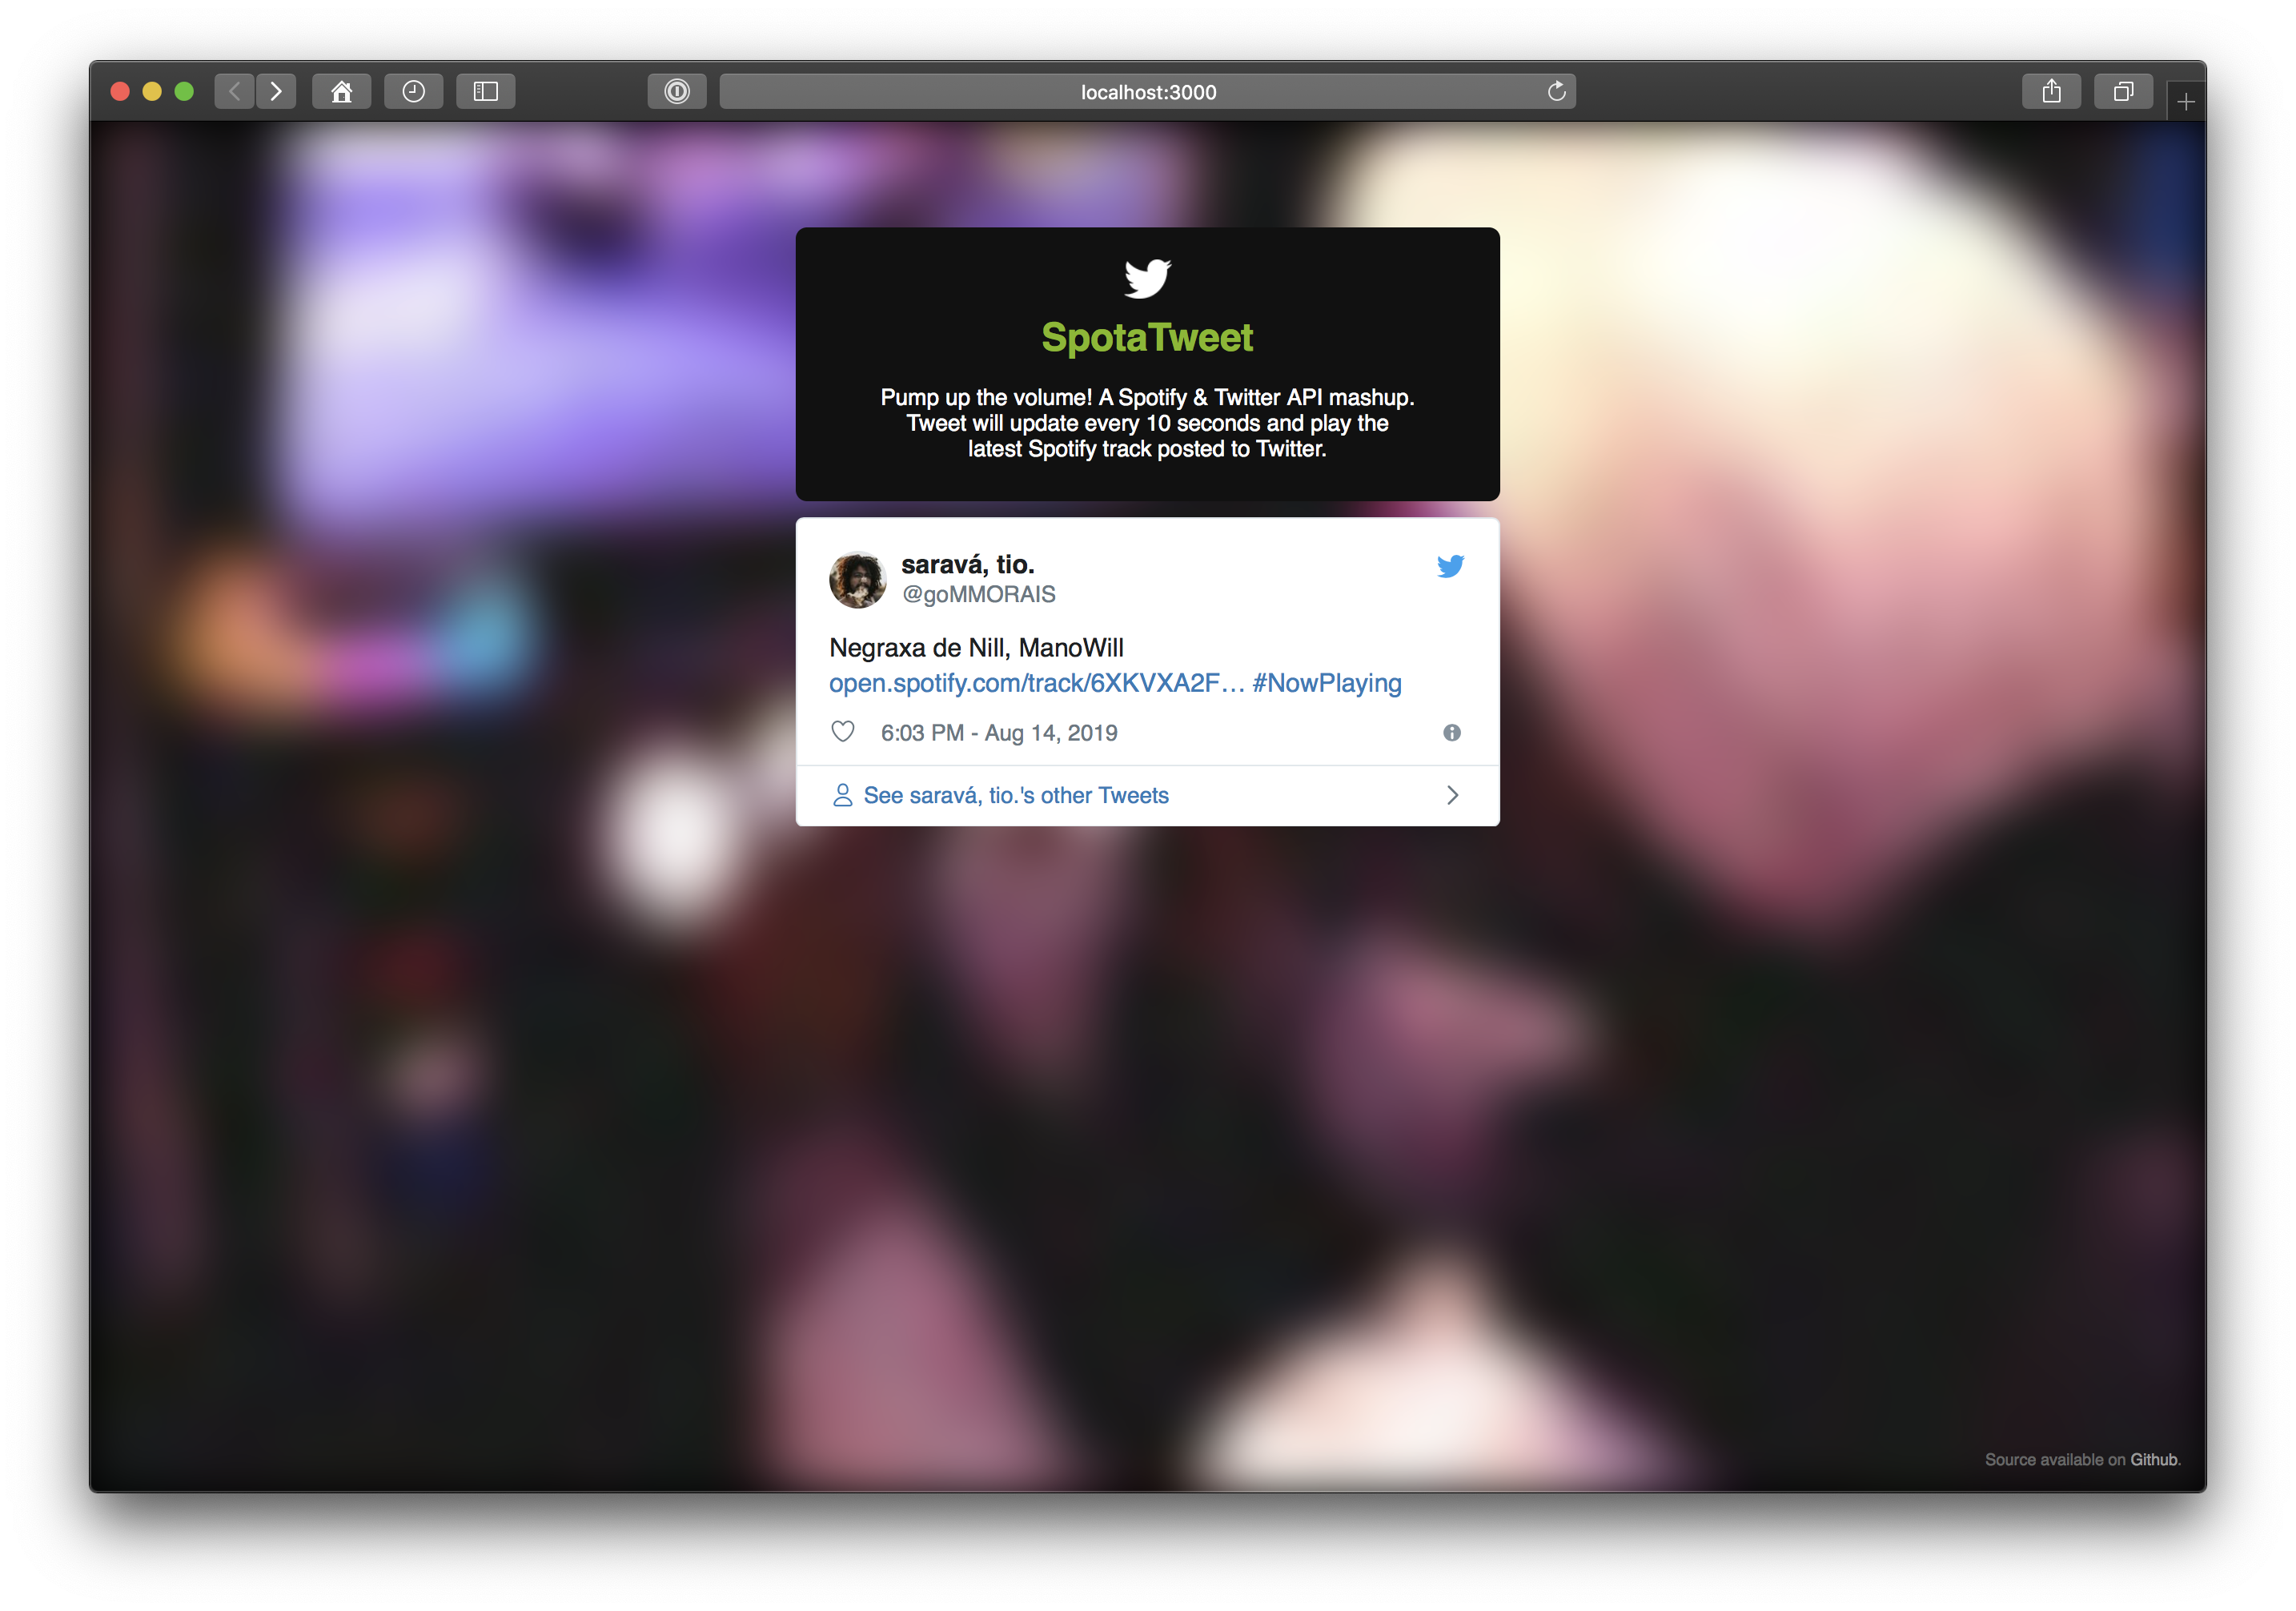 localhost:3000
SpotaTweet
Pump up the volume! A Spotify & Twitter API mashup.
Tweet will update every 10 seconds and play the
latest Spotify track posted to Twitter.
saravá, tio.
@goMMORAIS
Negraxa de Nill, ManoWill
open.spotify.com/track/6XKVXA2F… #NowPlaying
6:03 PM - Aug 14, 2019
See saravá, tio.'s other Tweets
Source available on Github.